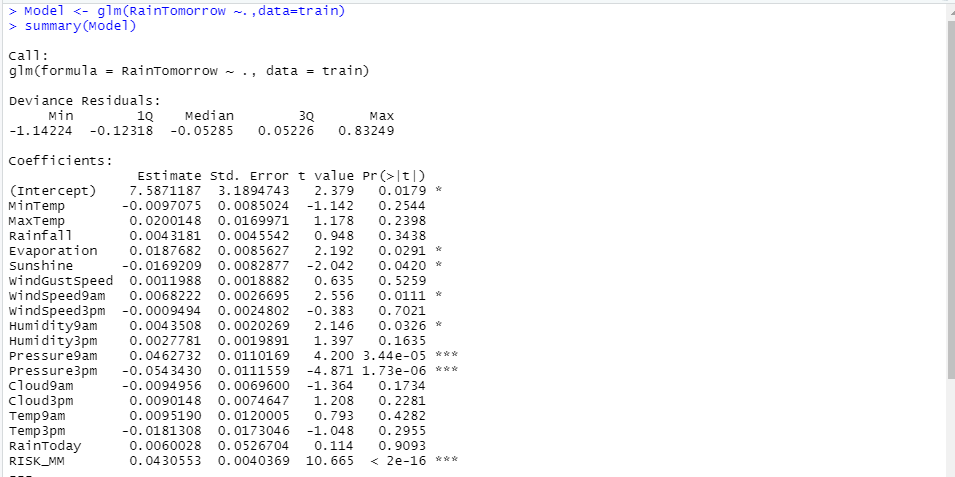 > Model <- glm(RainTomorrow ~.,data=train)
> summary(Model)
Call:
glm(formula = RainTomorrow ~ ., data = train)
Deviance Residuals:
Min 1Q Median 3Q Max
-1.14224 -0.12318 -0.05285 0.05226 0.83249
Coefficients:
Estimate Std. Error t value Pr(>|t|)
(Intercept) 7.5871187 3.1894743 2.379 0.0179 *
MinTemp -0.0097075 0.0085024 -1.142 0.2544
MaxTemp 0.0200148 0.0169971 1.178 0.2398
Rainfall 0.0043181 0.0045542 0.948 0.3438
Evaporation 0.0187682 0.0085627 2.192 0.0291 *
Sunshine -0.0169209 0.0082877 -2.042 0.0420 *
WindGustSpeed 0.0011988 0.0018882 0.635 0.5259
WindSpeed9am 0.0068222 0.0026695 2.556 0.0111 *
WindSpeed3pm -0.0009494 0.0024802 -0.383 0.7021
Humidity9am 0.0043508 0.0020269 2.146 0.0326 *
Humidity3pm 0.0027781 0.0019891 1.397 0.1635
Pressure9am 0.0462732 0.0110169 4.200 3.44e-05 ***
Pressure3pm -0.0543430 0.0111559 -4.871 1.73e-06 ***
Cloud9am -0.0094956 0.0069600 -1.364 0.1734
Cloud3pm 0.0090148 0.0074647 1.208 0.2281
Temp9am 0.0095190 0.0120005 0.793 0.4282
Temp3pm -0.0181308 0.0173046 -1.048 0.2955
RainToday 0.0060028 0.0526704 0.114 0.9093
RISK_MM 0.0430553 0.0040369 10.665 < 2e-16 ***
---